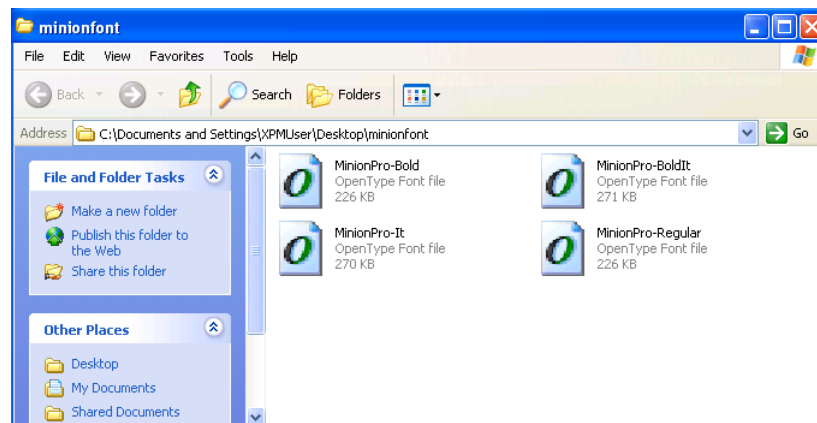 minionfont
File Edit View Favorites Tools Help
Back Search Folders
Address C:\Documents and Settings\XPMUser\Desktop\minionfont Go
File and Folder Tasks
Make a new folder
Publish this folder to
the Web
Share this folder
Other Places
Desktop
My Documents
Shared Documents
MinionPro-Bold
OpenType Font file
226 KB
MinionPro-BoldIt
OpenType Font file
271 KB
MinionPro-It
OpenType Font file
270 KB
MinionPro-Regular
OpenType Font file
226 KB